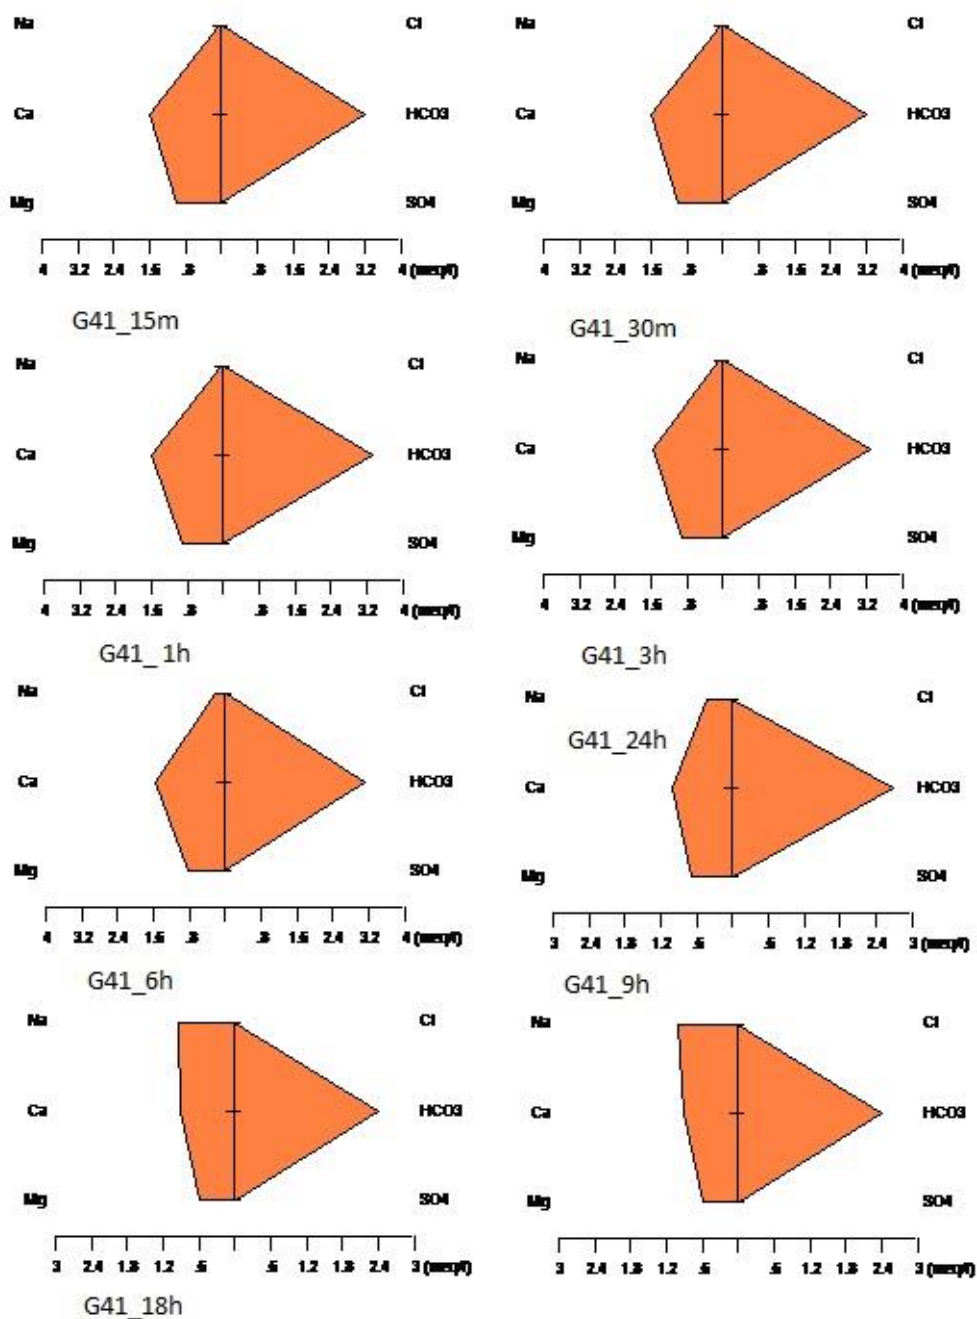 Na Cl Na Cl
Ca HCO3 Ca HCO3
Mg SO4 Mg SO4
4 3.2 2.4 1.6 .8 .8 1.6 2.4 3.2 4 (meq/l) 4 3.2 2.4 1.6 .8 .8 1.6 2.4 3.2 4 (meq/l)
G41_15m G41_30m
Na Cl Na Cl
Ca HCO3 Ca HCO3
Mg SO4 Mg SO4
4 3.2 2.4 1.6 .8 .8 1.6 2.4 3.2 4 (meq/l) 4 3.2 2.4 1.6 .8 .8 1.6 2.4 3.2 4 (meq/l)
G41_ 1h G41_3h
Na Cl Na Cl
G41_24h
Ca HCO3 Ca HCO3
Mg SO4 Mg SO4
4 3.2 2.4 1.6 .8 .8 1.6 2.4 3.2 4 (meq/l) 3 2.4 1.8 1.2 .6 .6 1.2 1.8 2.4 3 (meq/l)
G41_6h G41_9h
Na Cl Na Cl
Ca HCO3 Ca HCO3
Mg SO4 Mg SO4
3 2.4 1.8 1.2 .6 .6 1.2 1.8 2.4 3 (meq/l) 3 2.4 1.8 1.2 .6 .6 1.2 1.8 2.4 3 (meq/l)
G41_18h